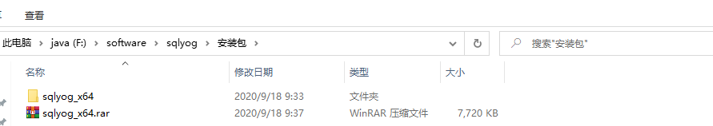 查看
此电脑 › java (F:) › software › sqlyog › 安装包 ›
搜索"安装包"
名称 修改日期 类型 大小
sqlyog_x64 2020/9/18 9:33 文件夹
sqlyog_x64.rar 2020/9/18 9:37 WinRAR 压缩文件 7,720 KB